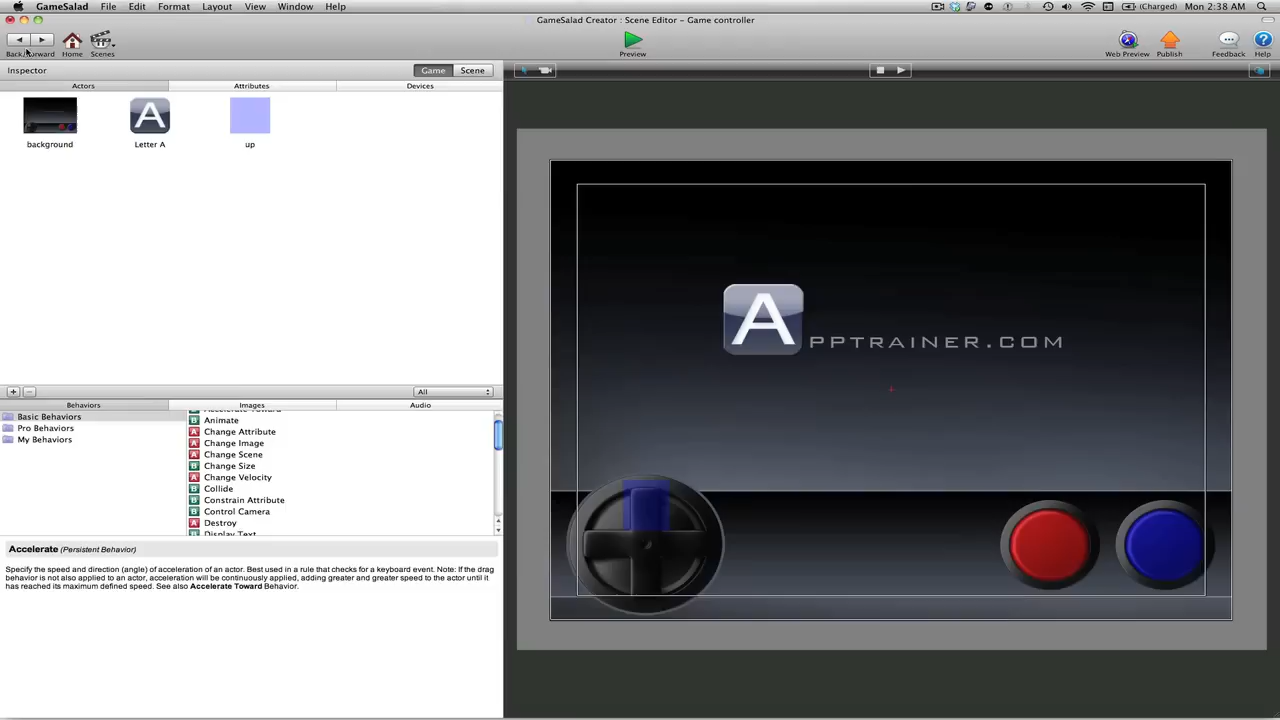 GameSalad File Edit Format Layout View Window Help (Charged) Mon 2:38 AM
GameSalad Creator : Scene Editor - Game controller
Back/Forward Home Scenes Preview Web Preview Publish Feedback Help
Inspector Game Scene
Actors Attributes Devices
background Letter A up
A
PPTRAINER.COM
+ − All
Behaviors Images Audio
Basic Behaviors
Pro Behaviors
My Behaviors
Accelerate Toward
Animate
Change Attribute
Change Image
Change Scene
Change Size
Change Velocity
Collide
Constrain Attribute
Control Camera
Destroy
Display Text
Accelerate (Persistent Behavior)
Specify the speed and direction (angle) of acceleration of an actor. Best used in a rule that checks for a keyboard event. Note: If the drag
behavior is not also applied to an actor, acceleration will be continuously applied, adding greater and greater speed to the actor until it
has reached its maximum defined speed. See also Accelerate Toward Behavior.